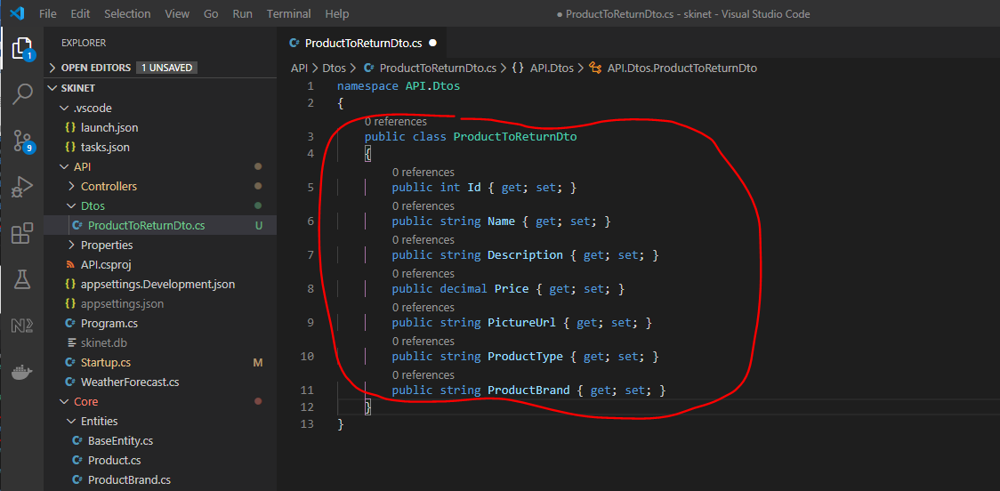 File Edit Selection View Go Run Terminal Help ● ProductToReturnDto.cs - skinet - Visual Studio Code
EXPLORER
OPEN EDITORS 1 UNSAVED
SKINET
.vscode
{} launch.json
{} tasks.json
API
Controllers
Dtos
C# ProductToReturnDto.cs U
Properties
API.csproj
{} appsettings.Development.json
{} appsettings.json
C# Program.cs
skinet.db
C# Startup.cs M
C# WeatherForecast.cs
Core
Entities
C# BaseEntity.cs
C# Product.cs
C# ProductBrand.cs
1
9
C# ProductToReturnDto.cs ●
API > Dtos > C# ProductToReturnDto.cs > {} API.Dtos > API.Dtos.ProductToReturnDto
1 namespace API.Dtos
2 {
0 references
3 public class ProductToReturnDto
4 {
0 references
5 public int Id { get; set; }
0 references
6 public string Name { get; set; }
0 references
7 public string Description { get; set; }
0 references
8 public decimal Price { get; set; }
0 references
9 public string PictureUrl { get; set; }
0 references
10 public string ProductType { get; set; }
0 references
11 public string ProductBrand { get; set; }
12 }
13 }